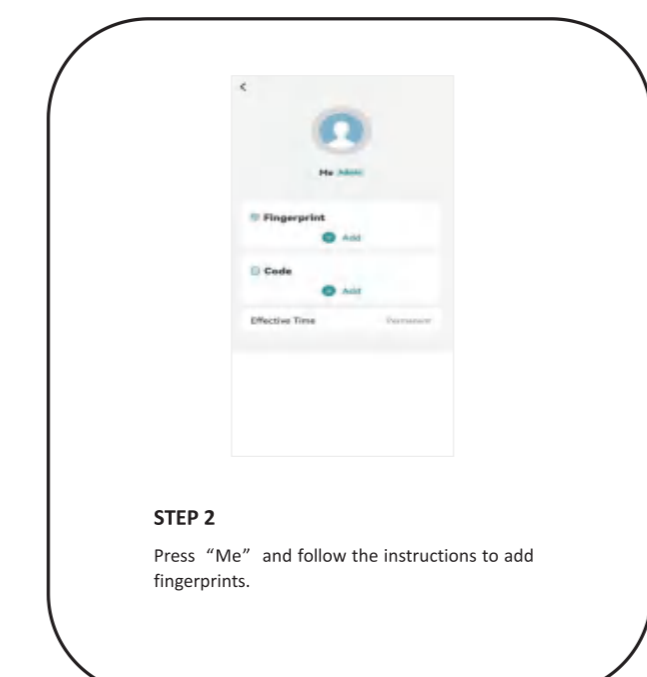 <
Me Admin
Fingerprint
+ Add
Code
+ Add
Effective Time Permanent
STEP 2
Press “Me” and follow the instructions to add
fingerprints.